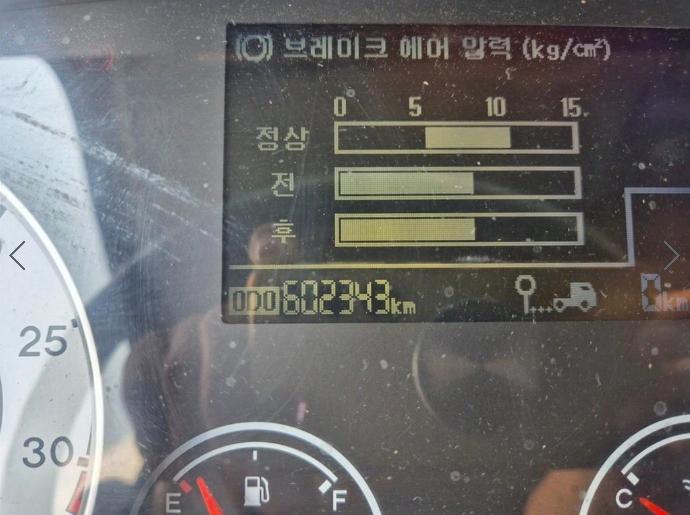 브레이크 에어 압력 (kg/cm²)
0 5 10 15
정상
전
후
ODO 602343km
0km
25
30
E F
C